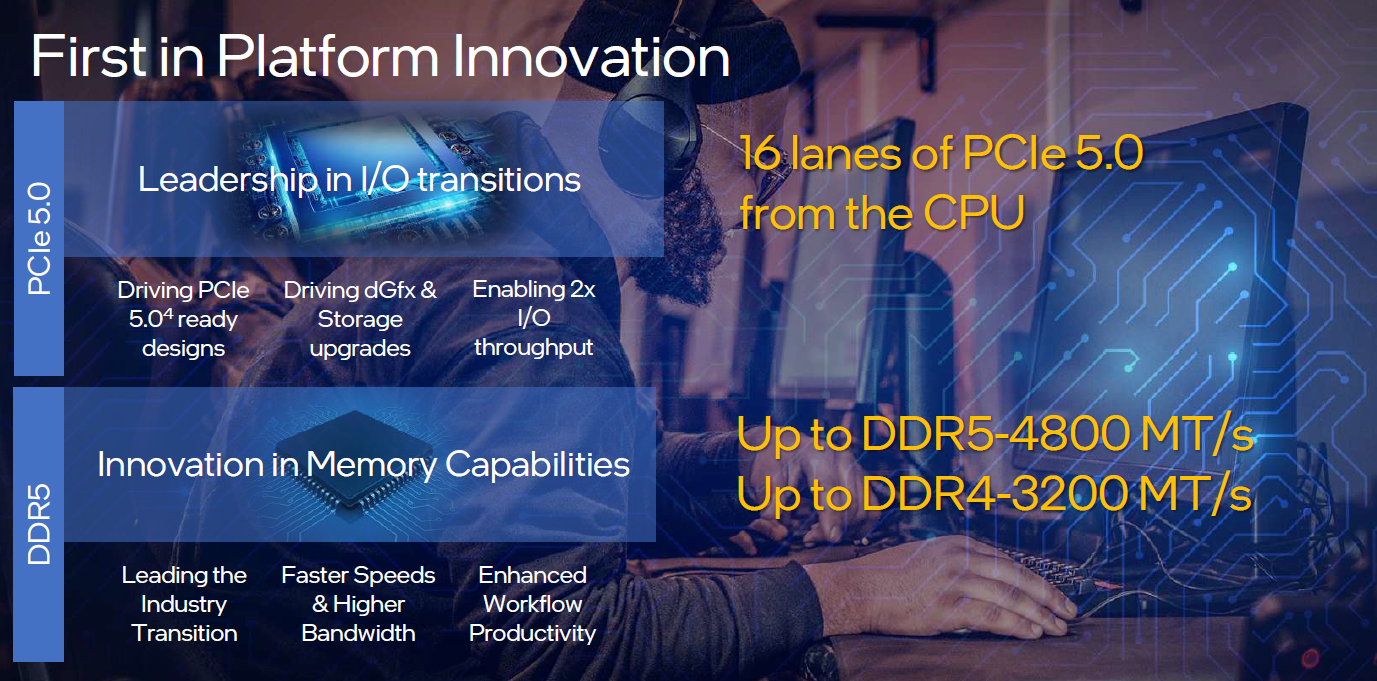 First in Platform Innovation
PCIe 5.0
Leadership in I/O transitions
16 lanes of PCIe 5.0
from the CPU
Driving PCIe
5.0⁴ ready
designs
Driving dGfx &
Storage
upgrades
Enabling 2x
I/O
throughput
DDR5
Innovation in Memory Capabilities
Up to DDR5-4800 MT/s
Up to DDR4-3200 MT/s
Leading the
Industry
Transition
Faster Speeds
& Higher
Bandwidth
Enhanced
Workflow
Productivity